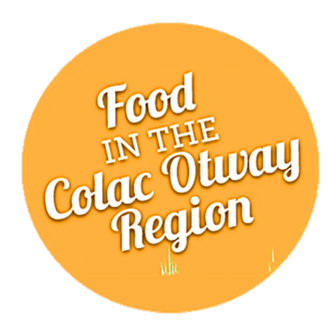 Food
IN THE
Colac Otway
Region